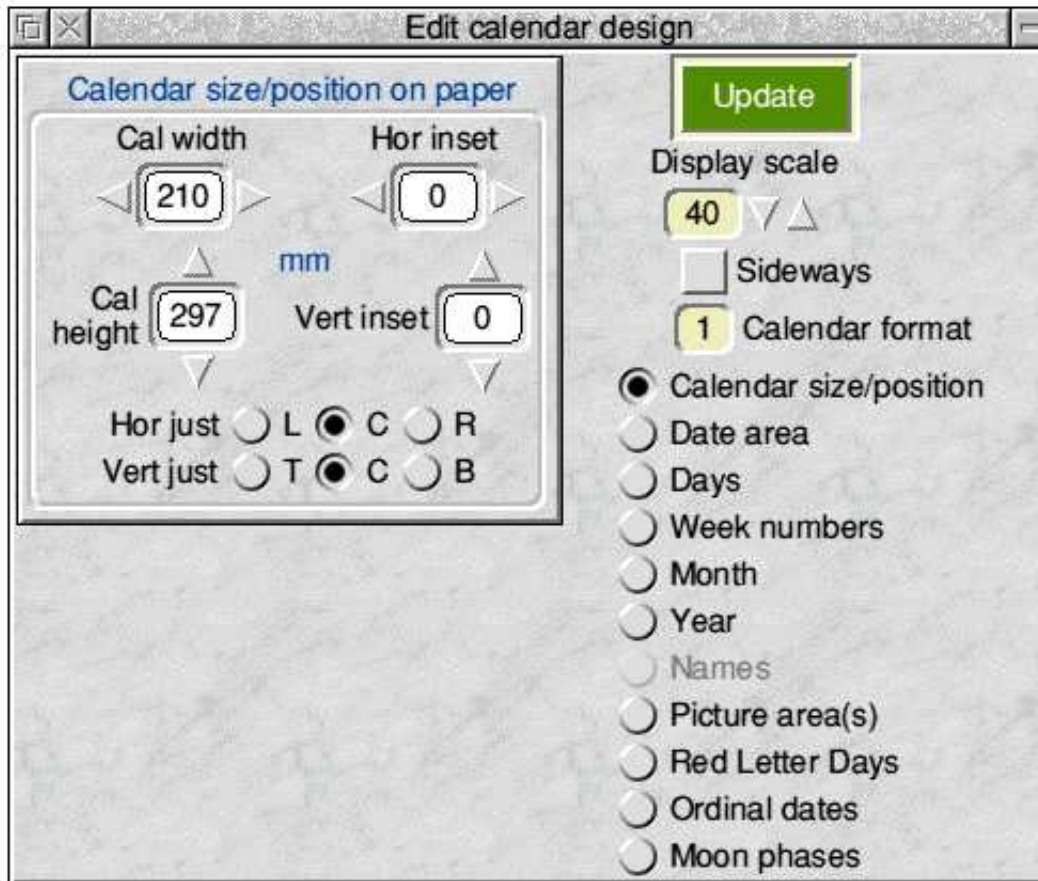 Edit calendar design
Calendar size/position on paper
Cal width
Hor inset
210
0
mm
Cal
height
297
Vert inset
0
Hor just L C R
Vert just T C B
Update
Display scale
40
Sideways
1 Calendar format
Calendar size/position
Date area
Days
Week numbers
Month
Year
Names
Picture area(s)
Red Letter Days
Ordinal dates
Moon phases